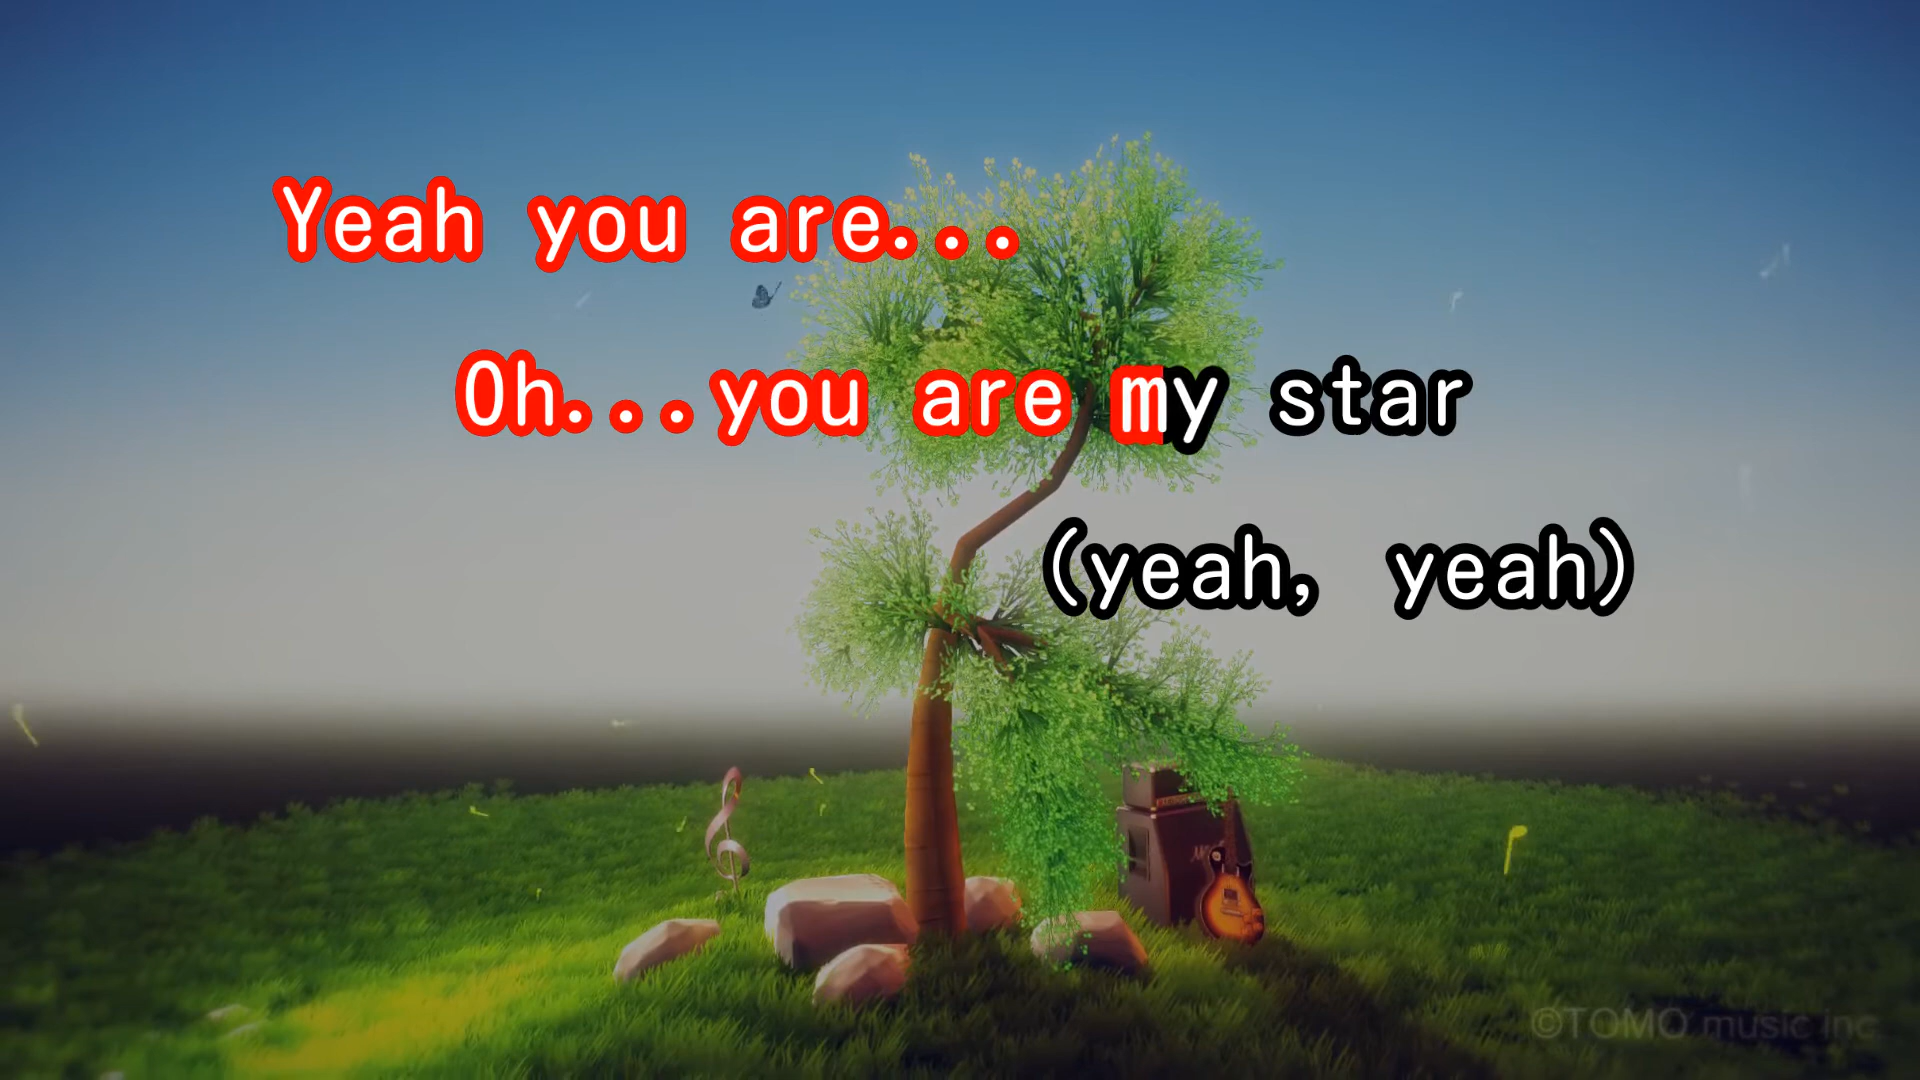 Yeah you are...
Oh...you are my star
(yeah, yeah)
©TOMO music inc